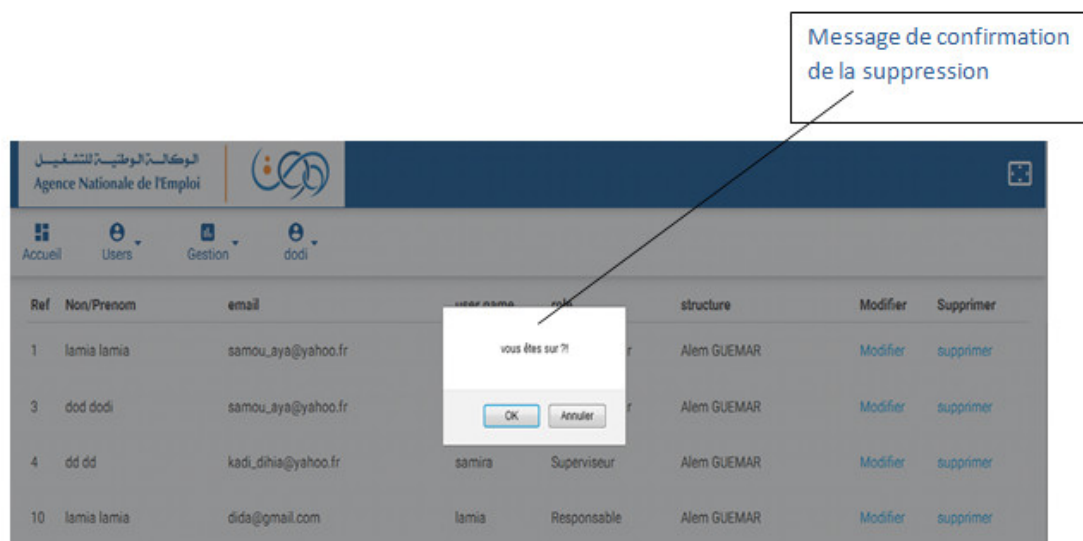 Message de confirmation
de la suppression
الوكالة الوطنية للتشغيل
Agence Nationale de l'Emploi
Accueil Users Gestion dodi
Ref Non/Prenom email user name role structure Modifier Supprimer
1 lamia lamia samou_aya@yahoo.fr r Alem GUEMAR Modifier supprimer
vous êtes sur ?!
3 dod dodi samou_aya@yahoo.fr r Alem GUEMAR Modifier supprimer
OK Annuler
4 dd dd kadi_dihia@yahoo.fr samira Superviseur Alem GUEMAR Modifier supprimer
10 lamia lamia dida@gmail.com lamia Responsable Alem GUEMAR Modifier supprimer